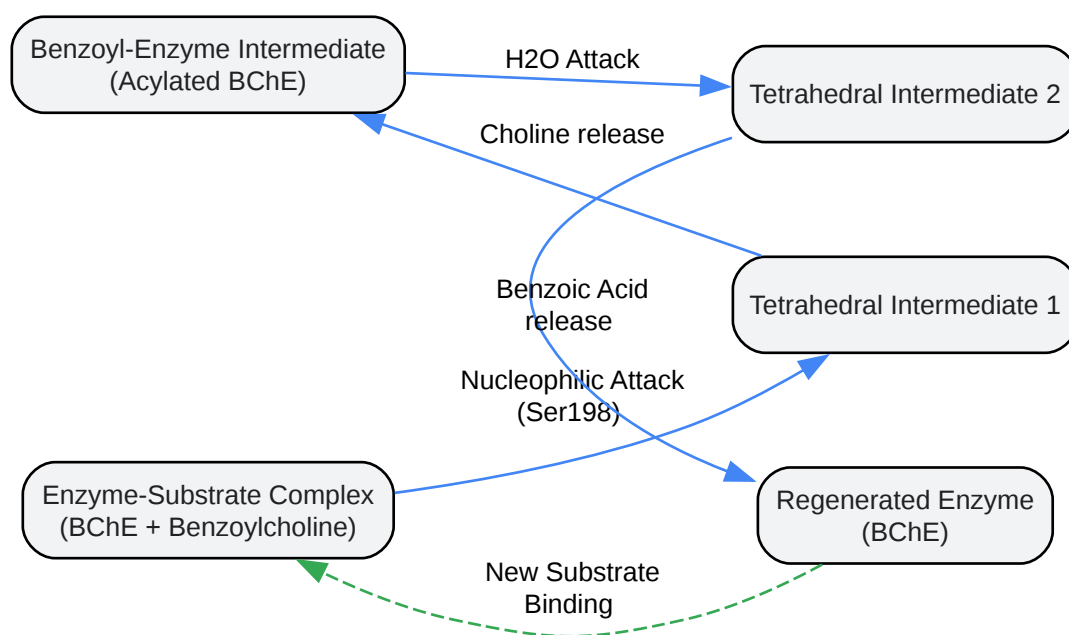 Benzoyl-Enzyme Intermediate
(Acylated BChE)
H2O Attack
Tetrahedral Intermediate 2
Choline release
Benzoic Acid
release
Tetrahedral Intermediate 1
Nucleophilic Attack
(Ser198)
Enzyme-Substrate Complex
(BChE + Benzoylcholine)
Regenerated Enzyme
(BChE)
New Substrate
Binding